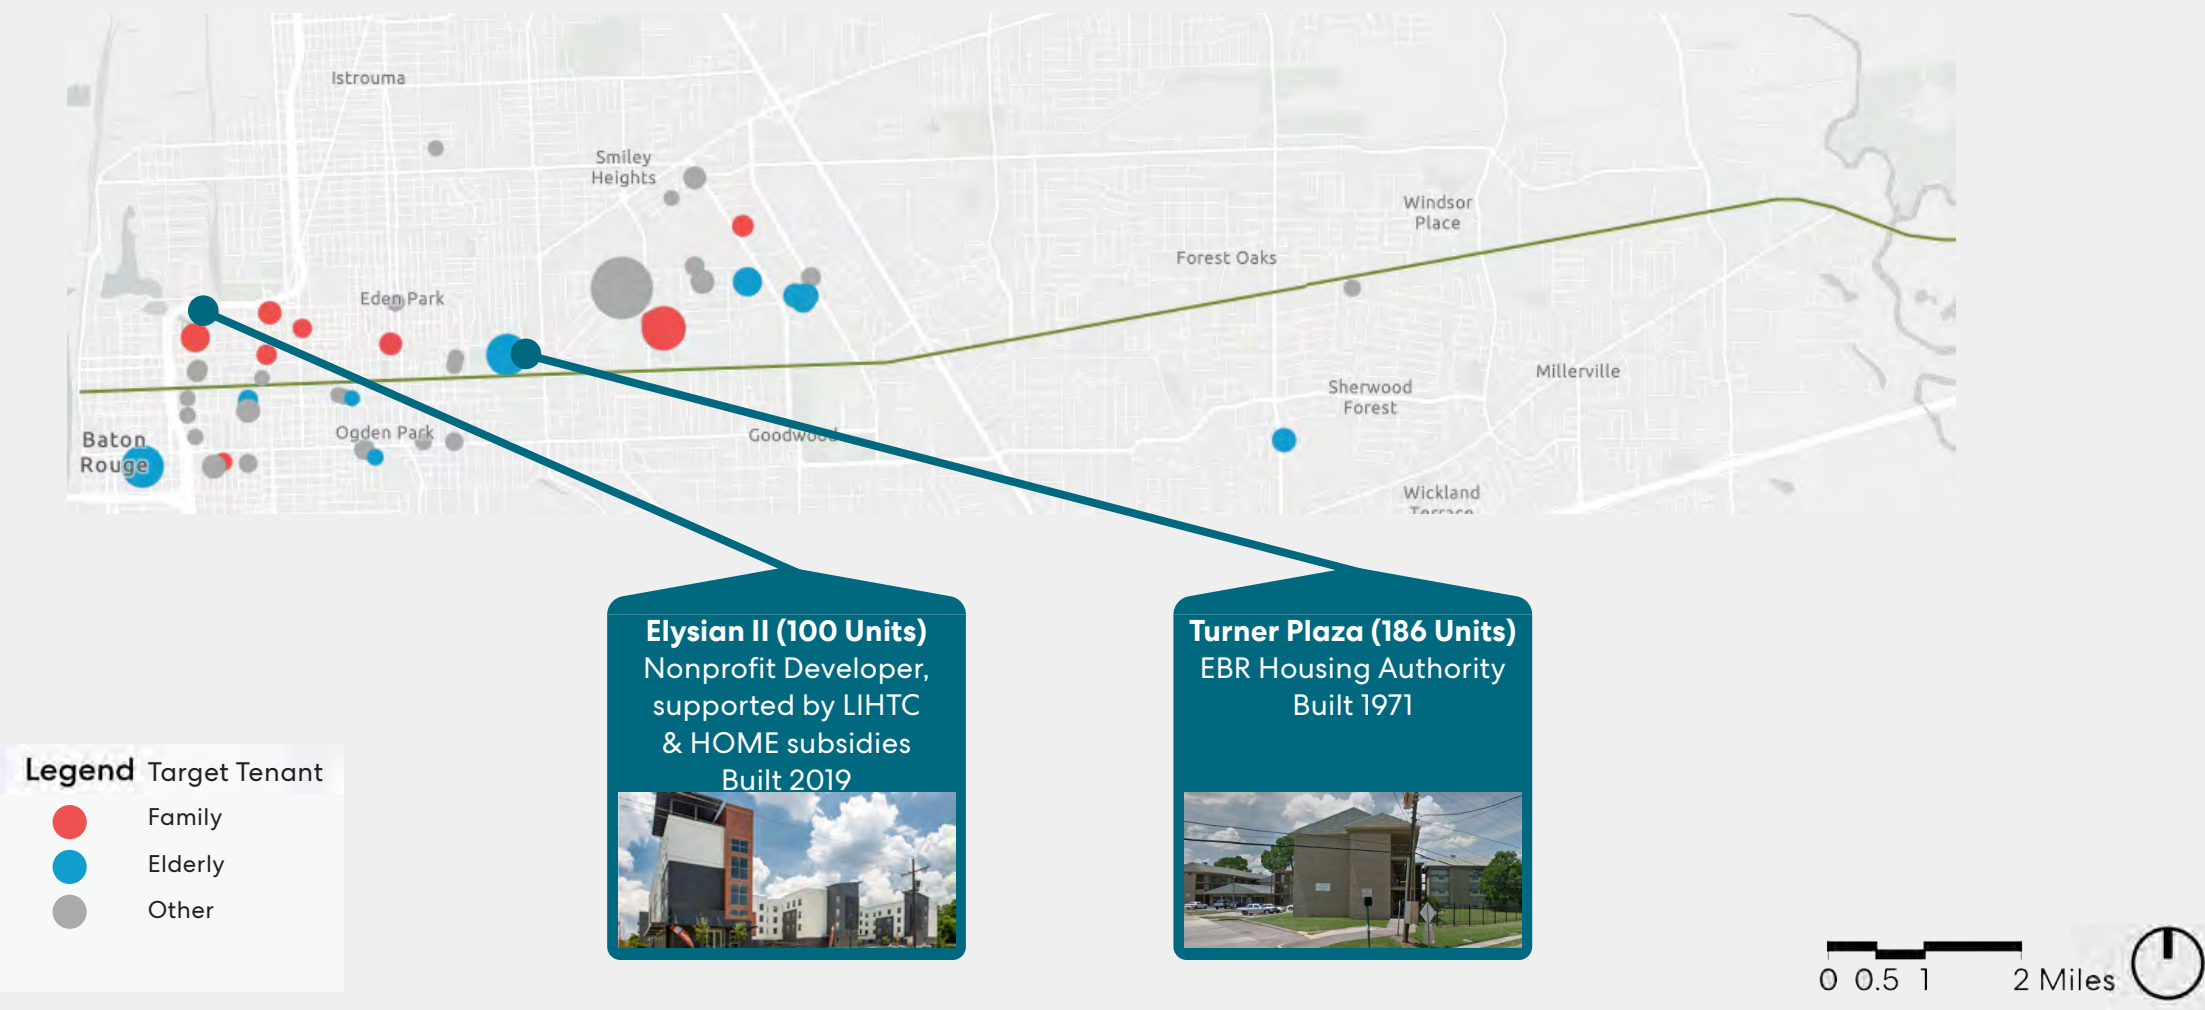 Istrouma
Smiley
Heights
Windsor
Place
Forest Oaks
Eden Park
Millerville
Sherwood
Forest
Baton
Rouge
Ogden Park
Goodwood
Wickland
Terrace
Elysian II (100 Units)
Nonprofit Developer,
supported by LIHTC
& HOME subsidies
Built 2019
Turner Plaza (186 Units)
EBR Housing Authority
Built 1971
Legend Target Tenant
Family
Elderly
Other
0 0.5 1 2 Miles